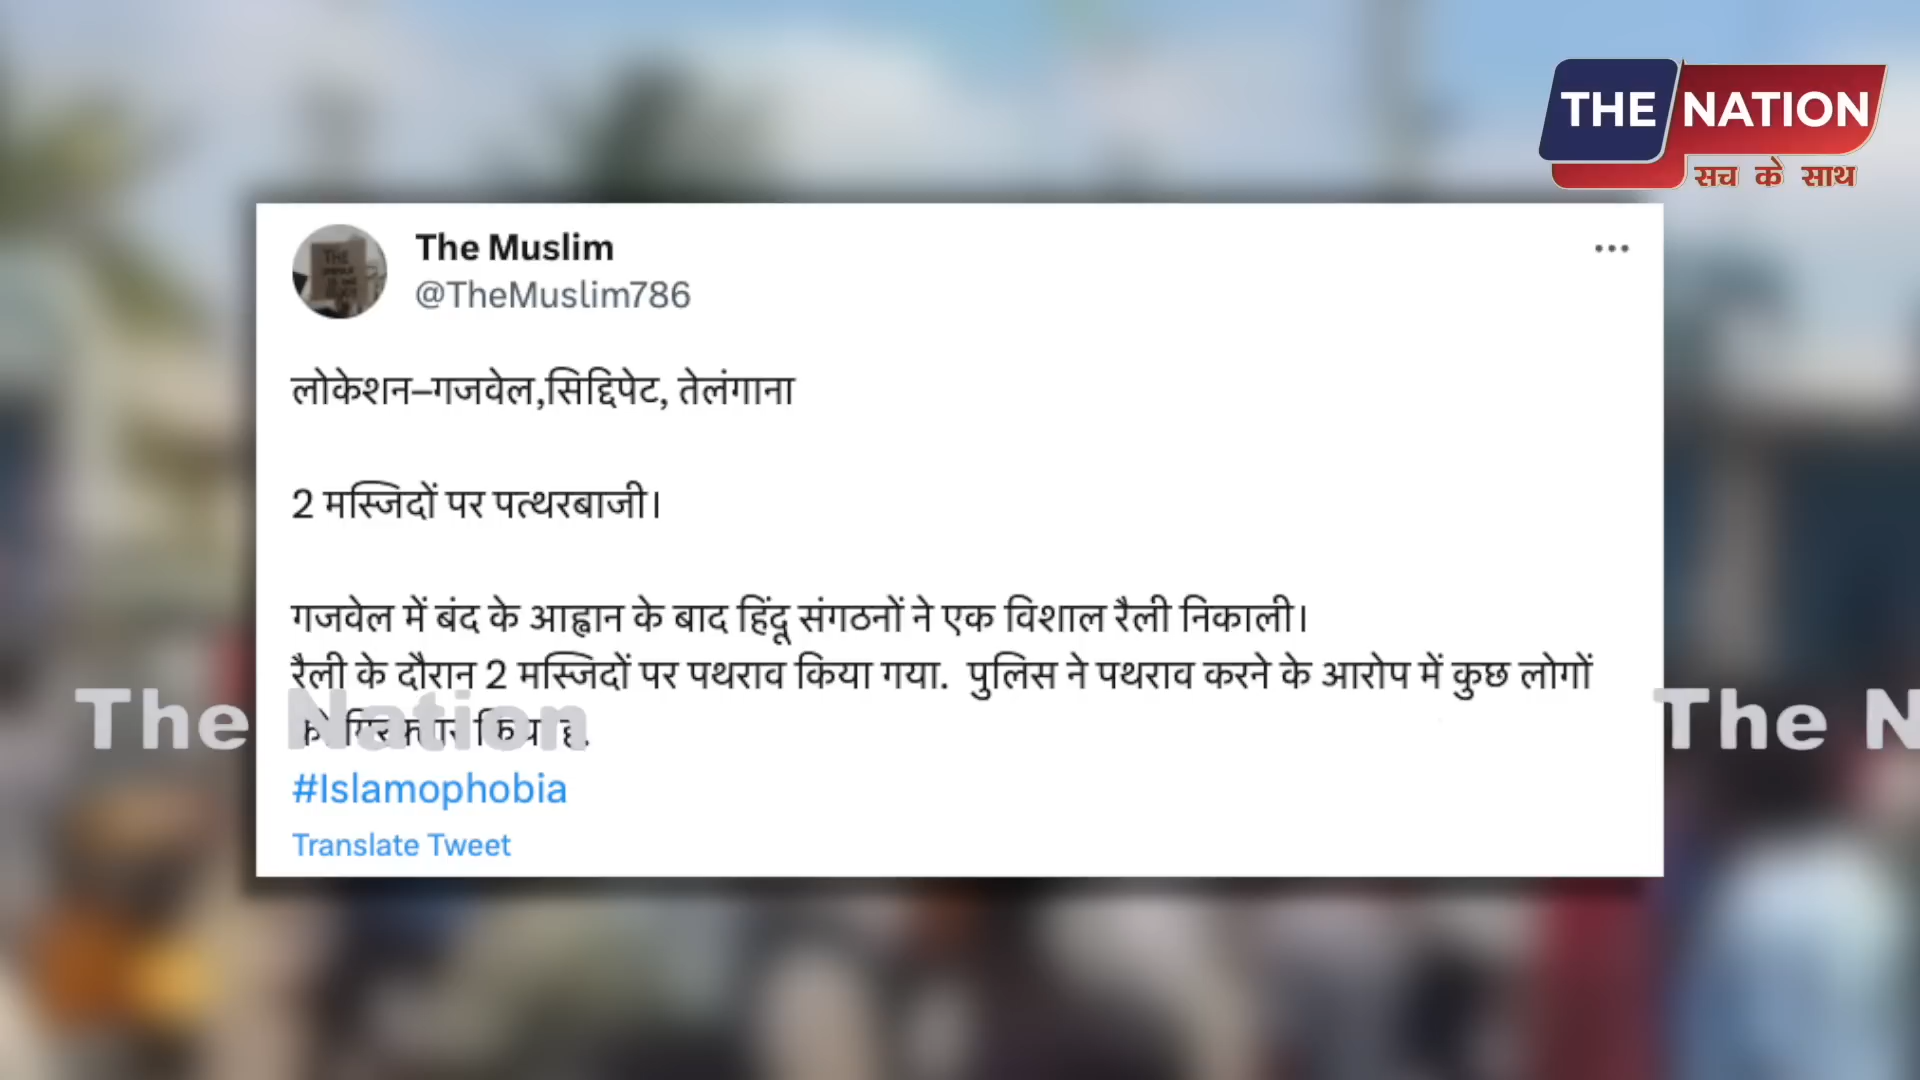 THE NATION
सच के साथ
The Muslim
@TheMuslim786
लोकेशन–गजवेल,सिद्दिपेट, तेलंगाना
2 मस्जिदों पर पत्थरबाजी।
गजवेल में बंद के आह्वान के बाद हिंदू संगठनों ने एक विशाल रैली निकाली।
रैली के दौरान 2 मस्जिदों पर पथराव किया गया. पुलिस ने पथराव करने के आरोप में कुछ लोगों
को गिरफ्तार किया है.
#Islamophobia
Translate Tweet
The Nation
The N